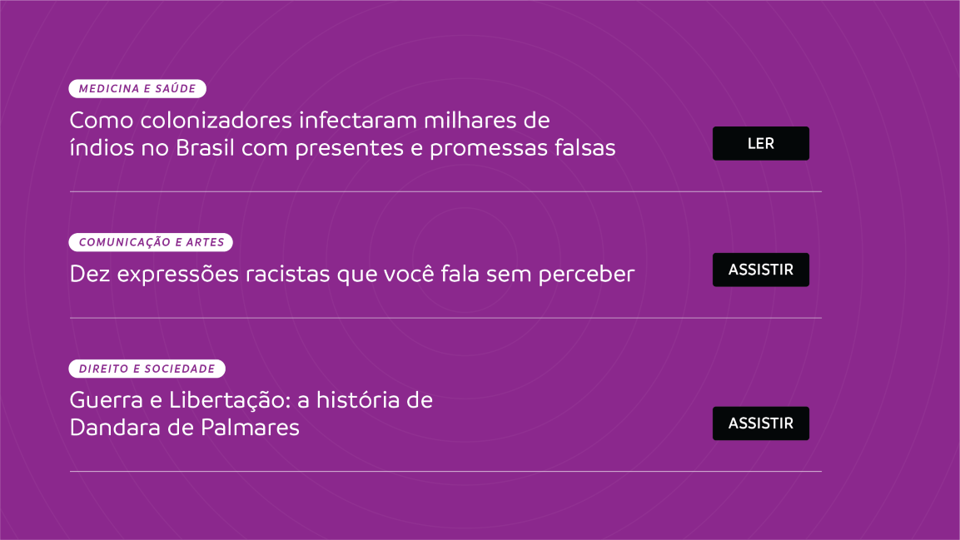 MEDICINA E SAÚDE
Como colonizadores infectaram milhares de
índios no Brasil com presentes e promessas falsas
LER
COMUNICAÇÃO E ARTES
Dez expressões racistas que você fala sem perceber
ASSISTIR
DIREITO E SOCIEDADE
Guerra e Libertação: a história de
Dandara de Palmares
ASSISTIR